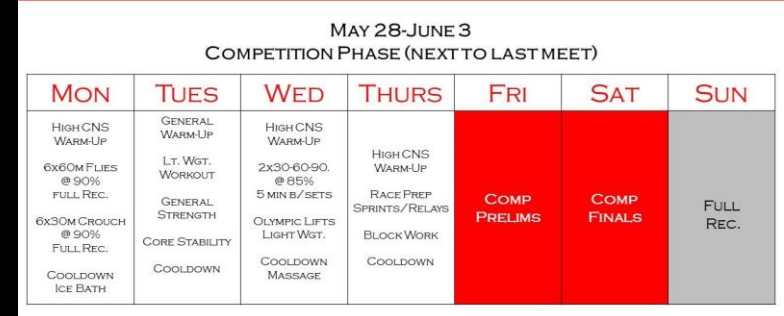 MAY 28-JUNE 3
COMPETITION PHASE (NEXT TO LAST MEET)
MON
TUES
WED
THURS
FRI
SAT
SUN
HIGH CNS
WARM-UP
6X60M FLIES
@ 90%
FULL REC.
6X30M CROUCH
@ 90%
FULL REC.
COOLDOWN
ICE BATH
GENERAL
WARM-UP
LT. WGT.
WORKOUT
GENERAL
STRENGTH
CORE STABILITY
COOLDOWN
HIGH CNS
WARM-UP
2X30-60-90.
@ 85%
5 MIN B/SETS
OLYMPIC LIFTS
LIGHT WGT.
COOLDOWN
MASSAGE
HIGH CNS
WARM-UP
RACE PREP
SPRINTS/RELAYS
BLOCK WORK
COOLDOWN
COMP
PRELIMS
COMP
FINALS
FULL
REC.